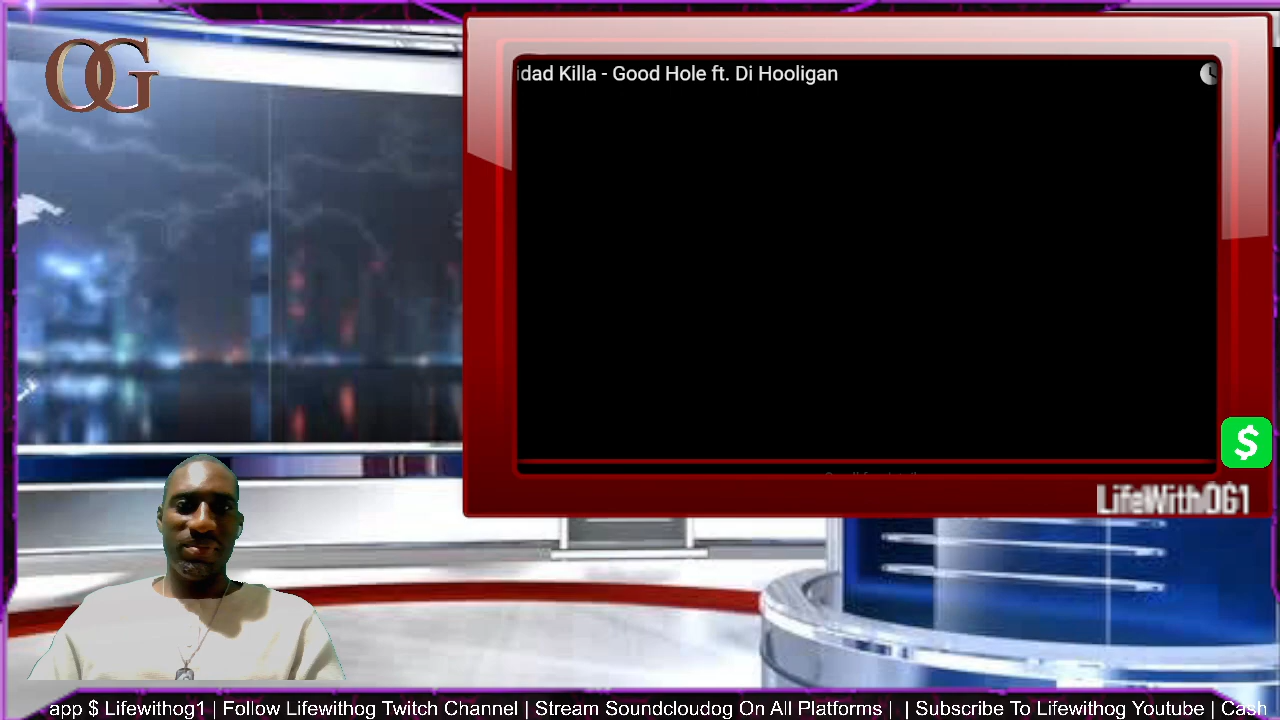 OG
idad Killa - Good Hole ft. Di Hooligan
$
LifeWithOG1
app $ Lifewithog1 | Follow Lifewithog Twitch Channel | Stream Soundcloudog On All Platforms | | Subscribe To Lifewithog Youtube | Cash